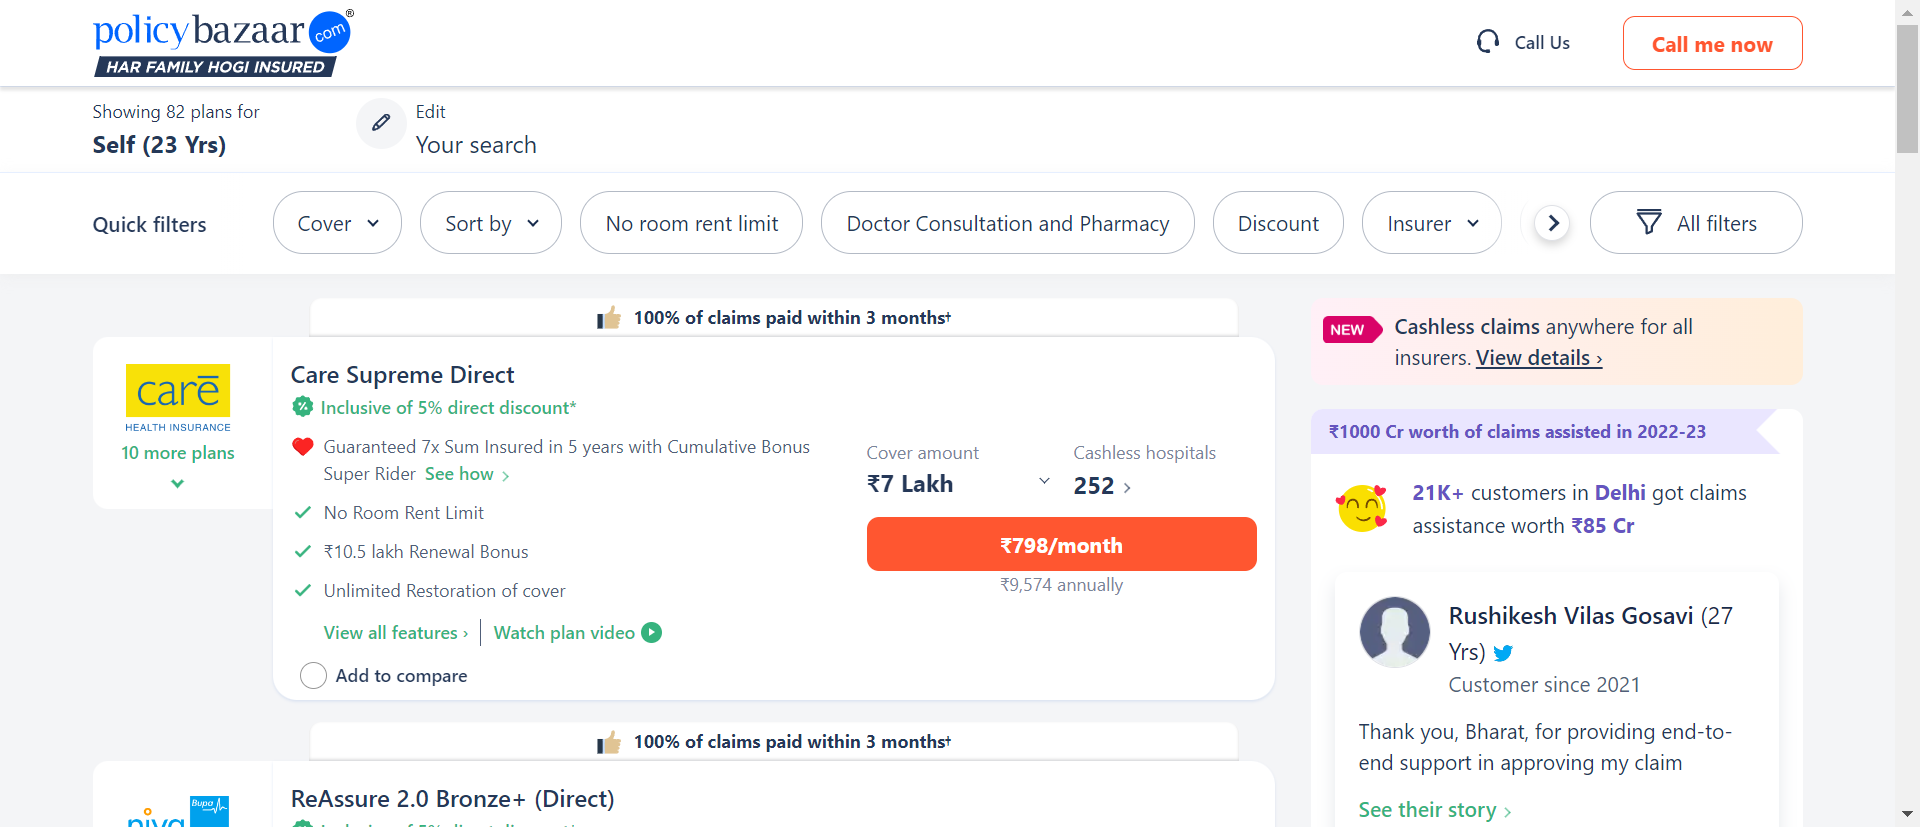 policybazaar.com®
HAR FAMILY HOGI INSURED
Call Us
Call me now
Showing 82 plans for
Self (23 Yrs)
Edit
Your search
Quick filters
Cover
Sort by
No room rent limit
Doctor Consultation and Pharmacy
Discount
Insurer
All filters
100% of claims paid within 3 months†
care
HEALTH INSURANCE
10 more plans
Care Supreme Direct
Inclusive of 5% direct discount*
Guaranteed 7x Sum Insured in 5 years with Cumulative Bonus
Super Rider See how ›
No Room Rent Limit
₹10.5 lakh Renewal Bonus
Unlimited Restoration of cover
View all features › | Watch plan video
Add to compare
Cover amount
₹7 Lakh
Cashless hospitals
252 ›
₹798/month
₹9,574 annually
NEW
Cashless claims anywhere for all
insurers. View details ›
₹1000 Cr worth of claims assisted in 2022-23
21K+ customers in Delhi got claims
assistance worth ₹85 Cr
Rushikesh Vilas Gosavi (27
Yrs)
Customer since 2021
Thank you, Bharat, for providing end-to-
end support in approving my claim
See their story ›
100% of claims paid within 3 months†
niva
Bupa
ReAssure 2.0 Bronze+ (Direct)